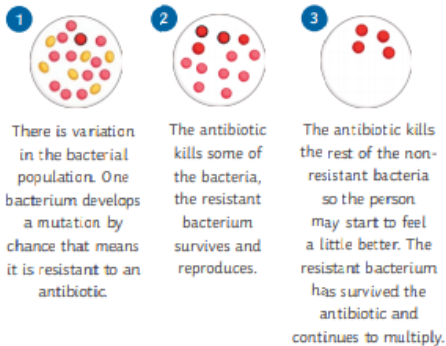 1
There is variation
in the bacterial
population. One
bacterium develops
a mutation by
chance that means
it is resistant to an
antibiotic.
2
The antibiotic
kills some of
the bacteria,
the resistant
bacterium
survives and
reproduces.
3
The antibiotic kills
the rest of the non-
resistant bacteria
so the person
may start to feel
a little better. The
resistant bacterium
has survived the
antibiotic and
continues to multiply.